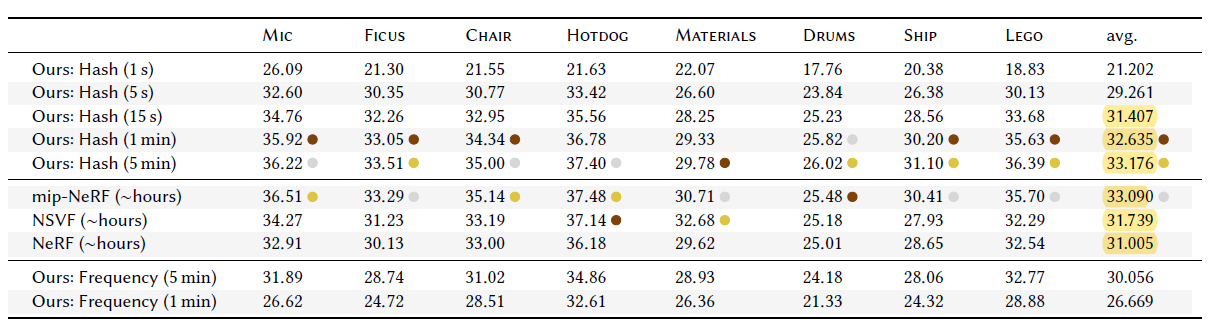 Mic Ficus Chair Hotdog Materials Drums Ship Lego avg.
Ours: Hash (1 s) 26.09 21.30 21.55 21.63 22.07 17.76 20.38 18.83 21.202
Ours: Hash (5 s) 32.60 30.35 30.77 33.42 26.60 23.84 26.38 30.13 29.261
Ours: Hash (15 s) 34.76 32.26 32.95 35.56 28.25 25.23 28.56 33.68 31.407
Ours: Hash (1 min) 35.92 33.05 34.34 36.78 29.33 25.82 30.20 35.63 32.635
Ours: Hash (5 min) 36.22 33.51 35.00 37.40 29.78 26.02 31.10 36.39 33.176
mip-NeRF (~hours) 36.51 33.29 35.14 37.48 30.71 25.48 30.41 35.70 33.090
NSVF (~hours) 34.27 31.23 33.19 37.14 32.68 25.18 27.93 32.29 31.739
NeRF (~hours) 32.91 30.13 33.00 36.18 29.62 25.01 28.65 32.54 31.005
Ours: Frequency (5 min) 31.89 28.74 31.02 34.86 28.93 24.18 28.06 32.77 30.056
Ours: Frequency (1 min) 26.62 24.72 28.51 32.61 26.36 21.33 24.32 28.88 26.669